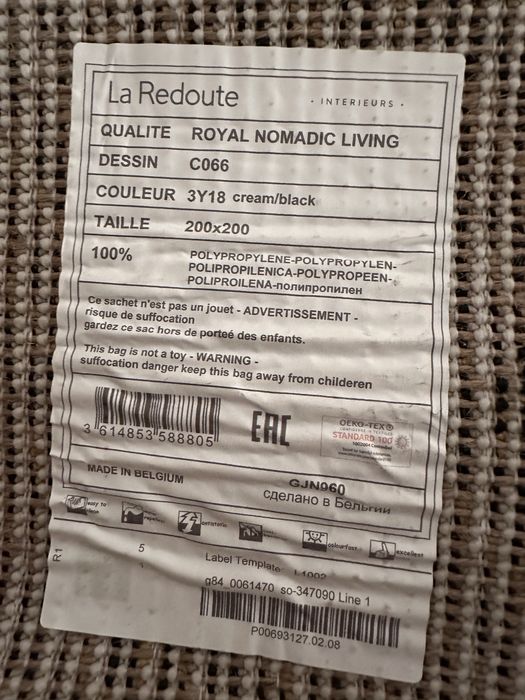 La Redoute
· INTERIEURS ·
QUALITE ROYAL NOMADIC LIVING
DESSIN C066
COULEUR 3Y18 cream/black
TAILLE 200x200
100% POLYPROPYLENE-POLYPROPYLEN-
POLIPROPILENICA-POLYPROPEEN-
POLIPROILENA-полипропилен
Ce sachet n'est pas un jouet - ADVERTISSEMENT -
risque de suffocation
gardez ce sac hors de porteé des enfants.
This bag is not a toy - WARNING -
suffocation danger keep this bag away from childeren
3 614853 588805
EAC
OEKO-TEX®
STANDARD 100
MADE IN BELGIUM
GJN060
сделано в Бельгии
easy to
colourfast
excellent
R1
5
Label Template L1002
g84_0061470 so-347090 Line 1
P00693127.02.08